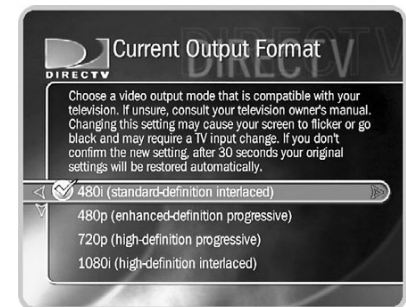 DIRECTV
Current Output Format
DIRECTV
Choose a video output mode that is compatible with your
television. If unsure, consult your television owner's manual.
Changing this setting may cause your screen to flicker or go
black and may require a TV input change. If you don't
confirm the new setting, after 30 seconds your original
settings will be restored automatically.
480i (standard-definition interlaced)
480p (enhanced-definition progressive)
720p (high-definition progressive)
1080i (high-definition interlaced)